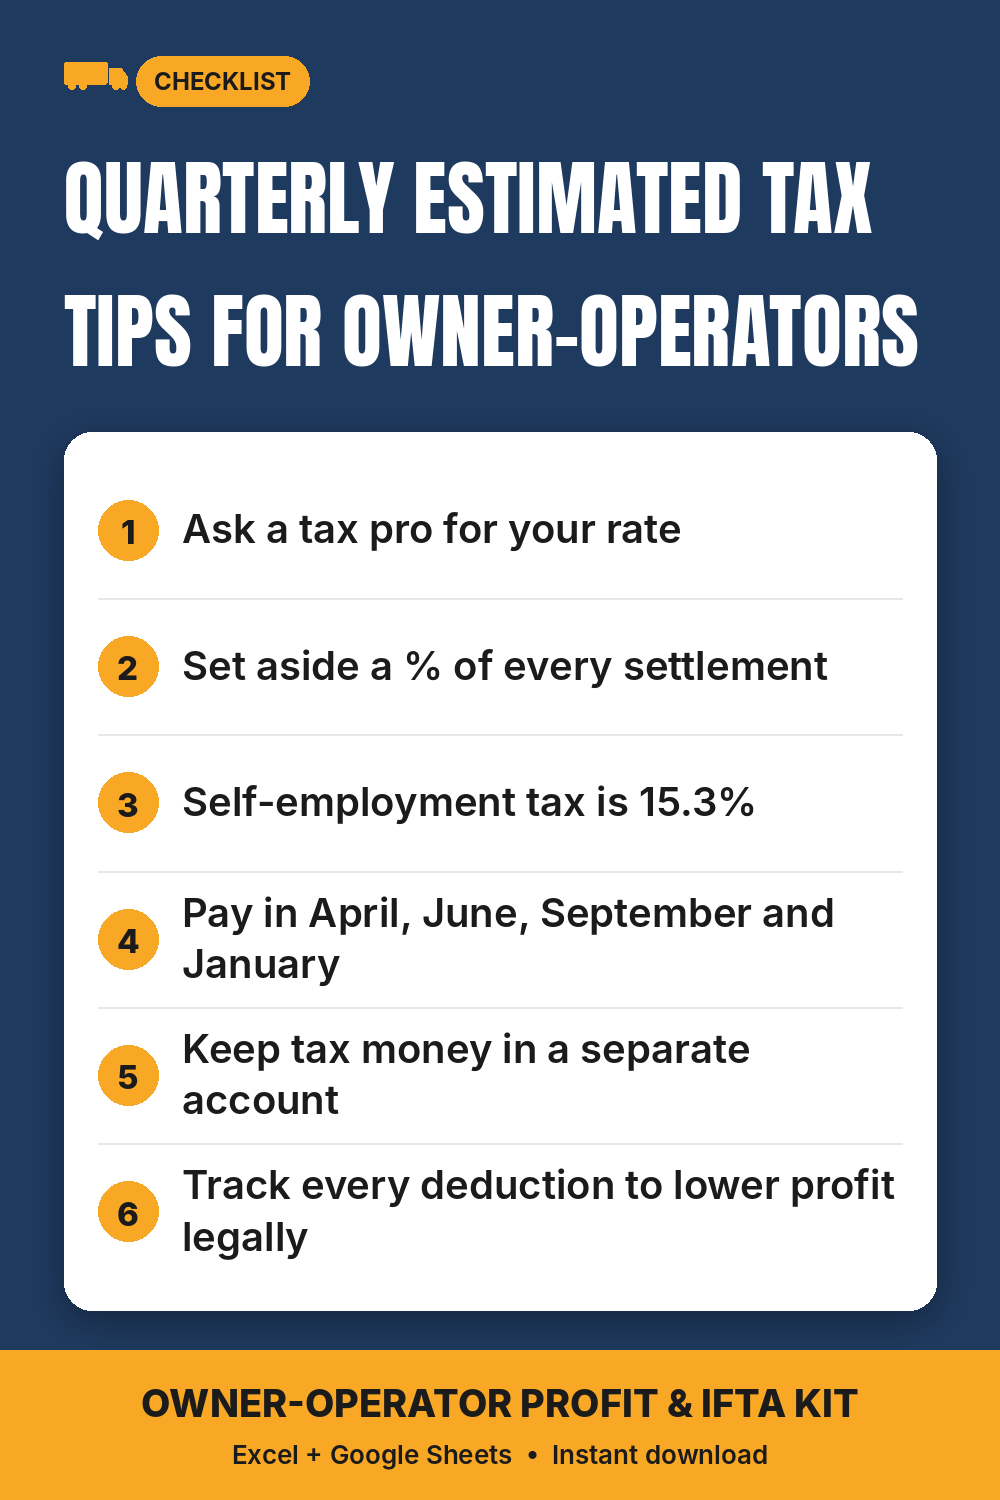 CHECKLIST
QUARTERLY ESTIMATED TAX
TIPS FOR OWNER-OPERATORS
1 Ask a tax pro for your rate
2 Set aside a % of every settlement
3 Self-employment tax is 15.3%
4 Pay in April, June, September and
January
5 Keep tax money in a separate
account
6 Track every deduction to lower profit
legally
OWNER-OPERATOR PROFIT & IFTA KIT
Excel + Google Sheets • Instant download